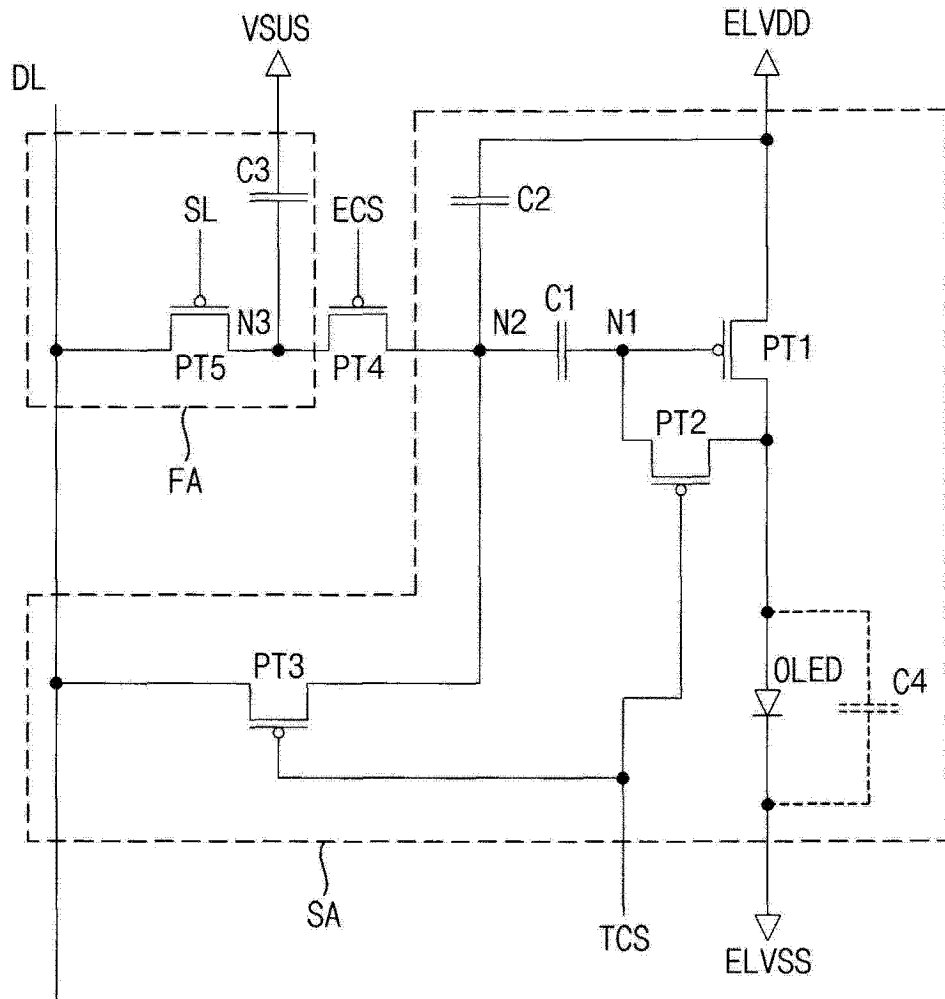 VSUS
ELVDD
DL
C3
SL
ECS
C2
C1
N3
N2
N1
PT5
PT4
PT1
PT2
FA
PT3
OLED
C4
SA
TCS
ELVSS